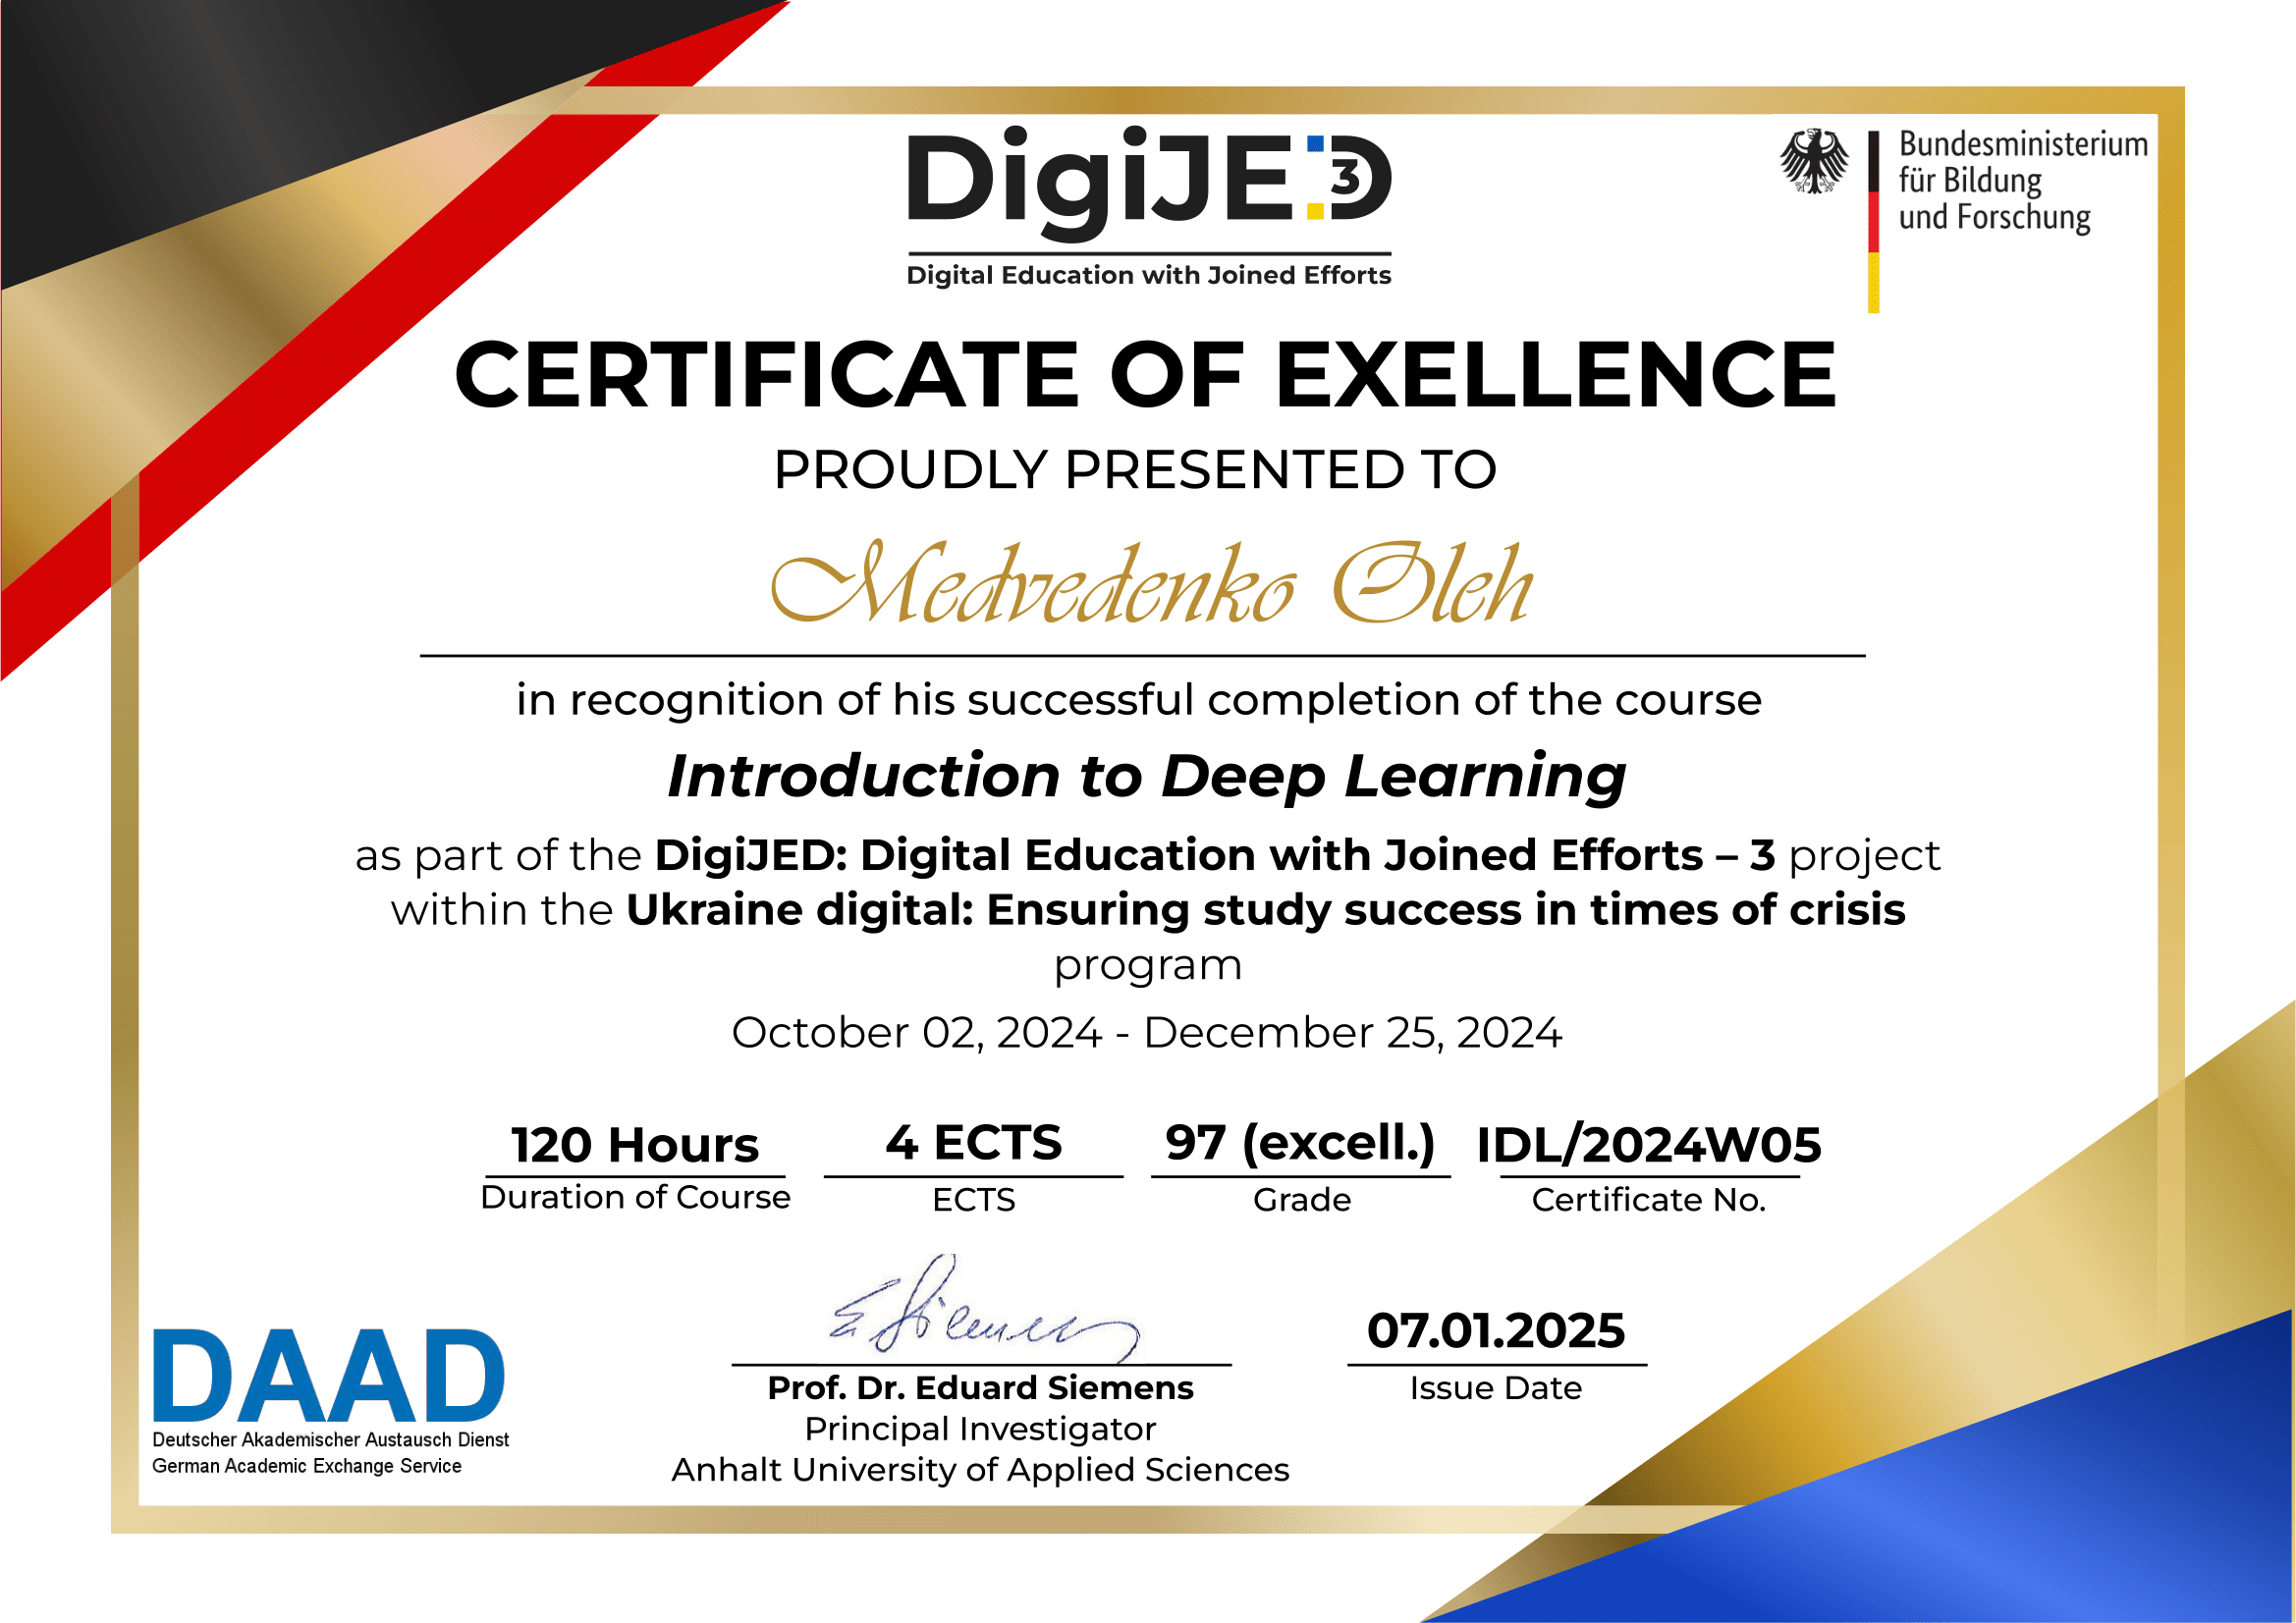 DigiJED 3
Digital Education with Joined Efforts
Bundesministerium
für Bildung
und Forschung
CERTIFICATE OF EXELLENCE
PROUDLY PRESENTED TO
Medvedenko Oleh
in recognition of his successful completion of the course
Introduction to Deep Learning
as part of the DigiJED: Digital Education with Joined Efforts – 3 project
within the Ukraine digital: Ensuring study success in times of crisis
program
October 02, 2024 - December 25, 2024
120 Hours
Duration of Course
4 ECTS
ECTS
97 (excell.)
Grade
IDL/2024W05
Certificate No.
E. Siemens
Prof. Dr. Eduard Siemens
Principal Investigator
Anhalt University of Applied Sciences
07.01.2025
Issue Date
DAAD
Deutscher Akademischer Austausch Dienst
German Academic Exchange Service